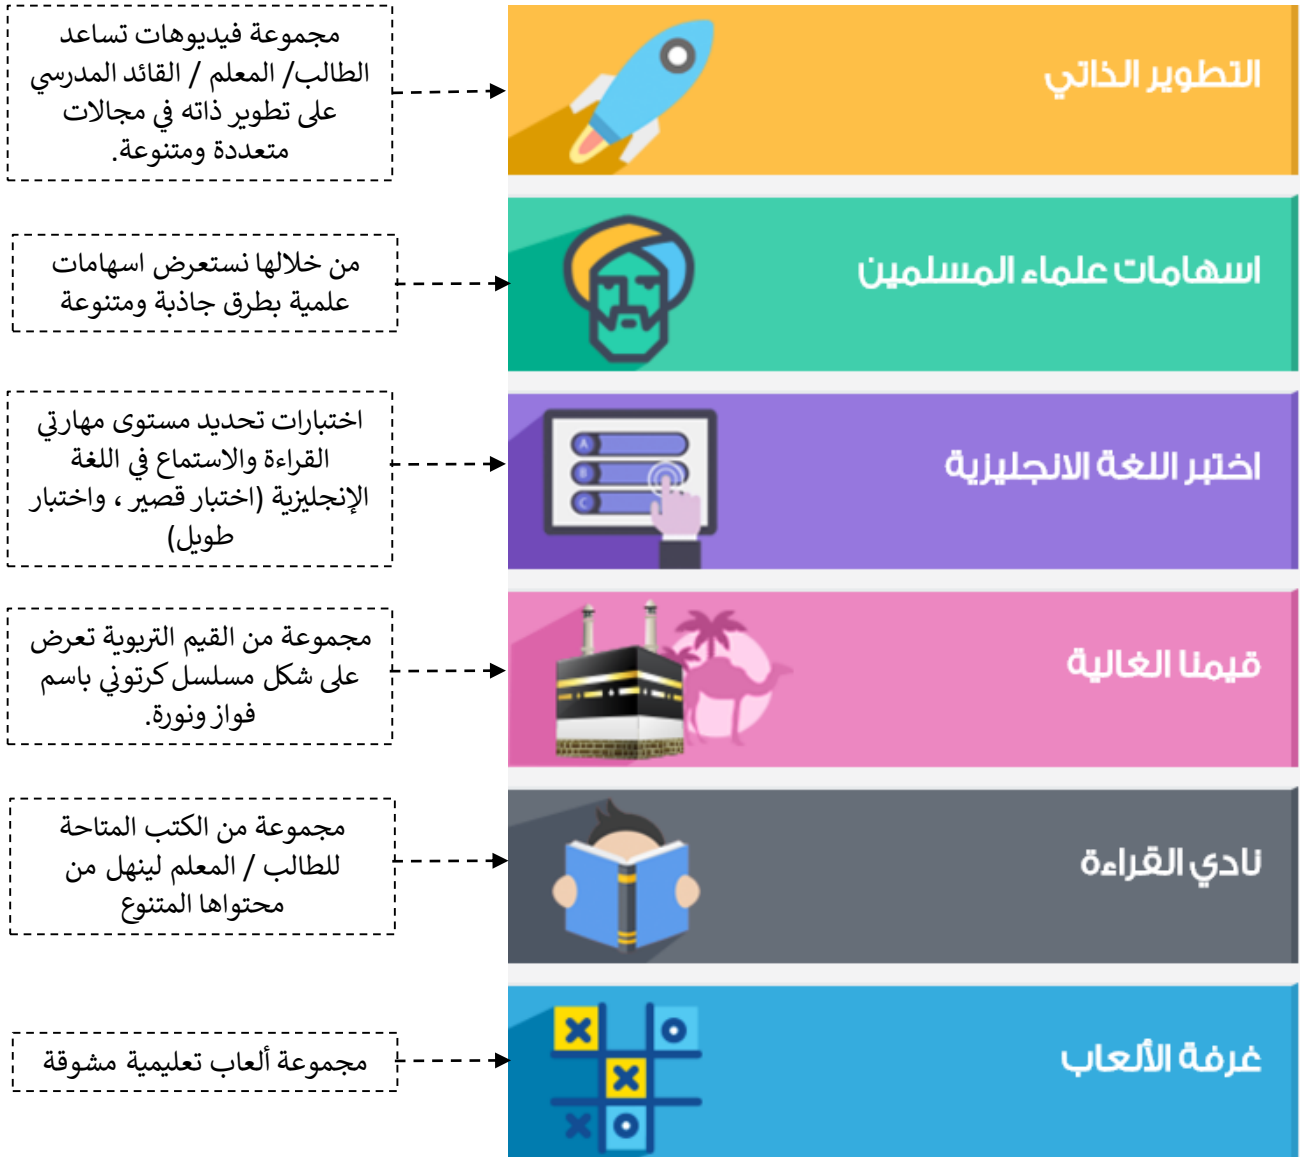 التطوير الذاتي
مجموعة فيديوهات تساعد
الطالب/ المعلم / القائد المدرسي
على تطوير ذاته في مجالات
متعددة ومتنوعة.
اسهامات علماء المسلمين
من خلالها نستعرض اسهامات
علمية بطرق جاذبة ومتنوعة
اختبر اللغة الانجليزية
A
B
C
اختبارات تحديد مستوى مهارتي
القراءة والاستماع في اللغة
الإنجليزية (اختبار قصير ، واختبار
طويل)
قيمنا الغالية
مجموعة من القيم التربوية تعرض
على شكل مسلسل كرتوني باسم
فواز ونورة.
نادي القراءة
مجموعة من الكتب المتاحة
للطالب / المعلم لينهل من
محتواها المتنوع
غرفة الألعاب
مجموعة ألعاب تعليمية مشوقة